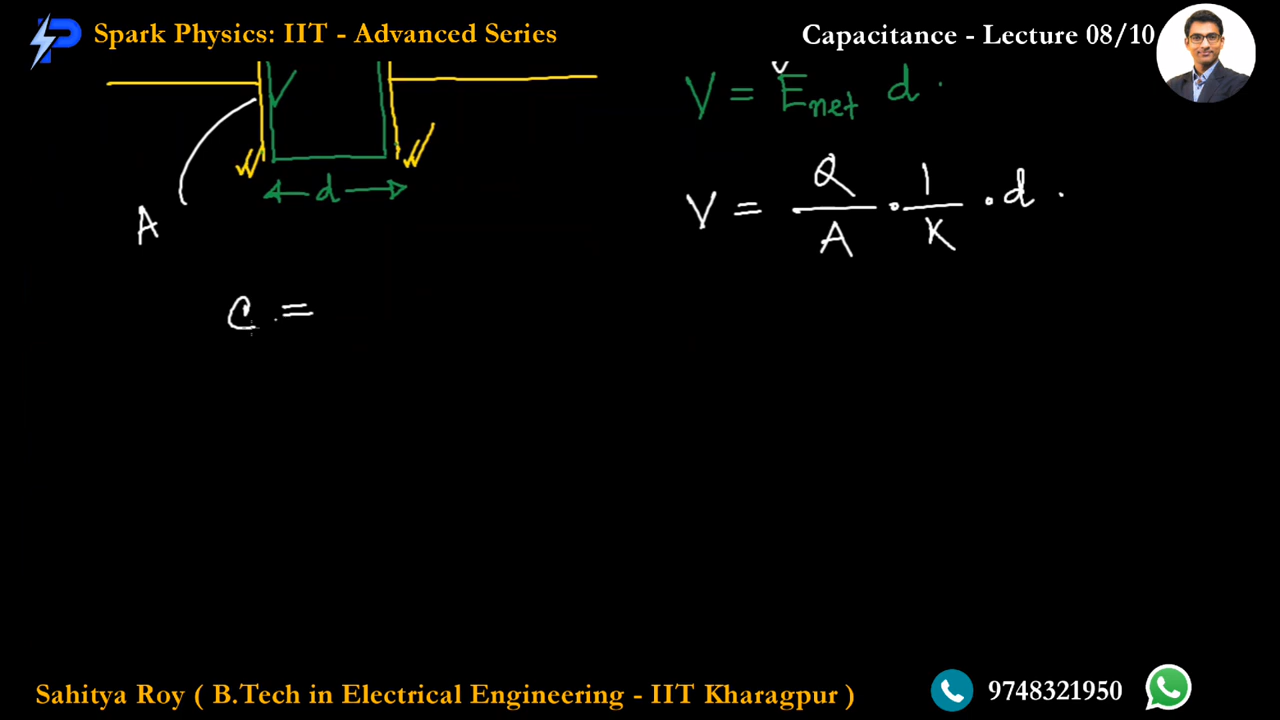 Spark Physics: IIT - Advanced Series
Capacitance - Lecture 08/10
V = E_net d .
V = Q/A . 1/K . d .
d
A
C =
Sahitya Roy ( B.Tech in Electrical Engineering - IIT Kharagpur )
9748321950